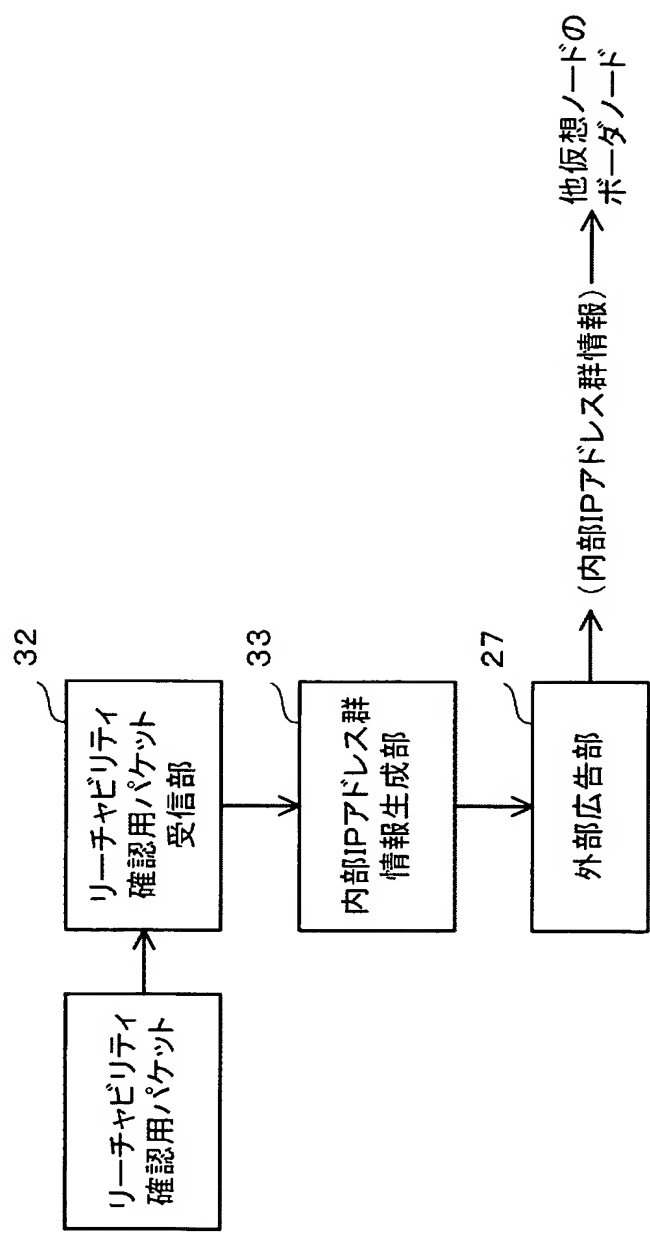 リーチャビリティ
確認用パケット
32
リーチャビリティ
確認用パケット
受信部
33
内部IPアドレス群
情報生成部
27
外部広告部
(内部IPアドレス群情報)
他仮想ノードの
ボーダノード